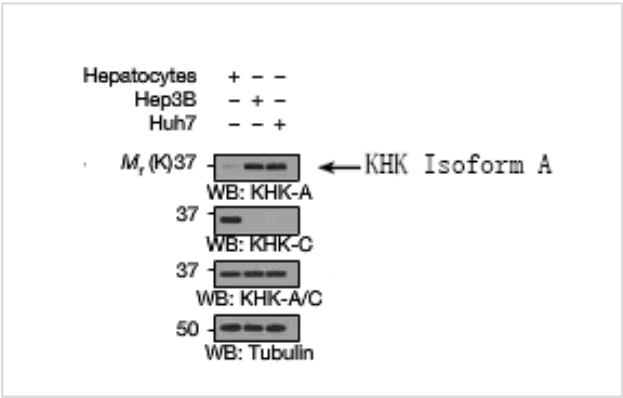 Hepatocytes + − −
Hep3B − + −
Huh7 − − +
Mr (K) 37 KHK Isoform A
WB: KHK-A
37
WB: KHK-C
37
WB: KHK-A/C
50
WB: Tubulin